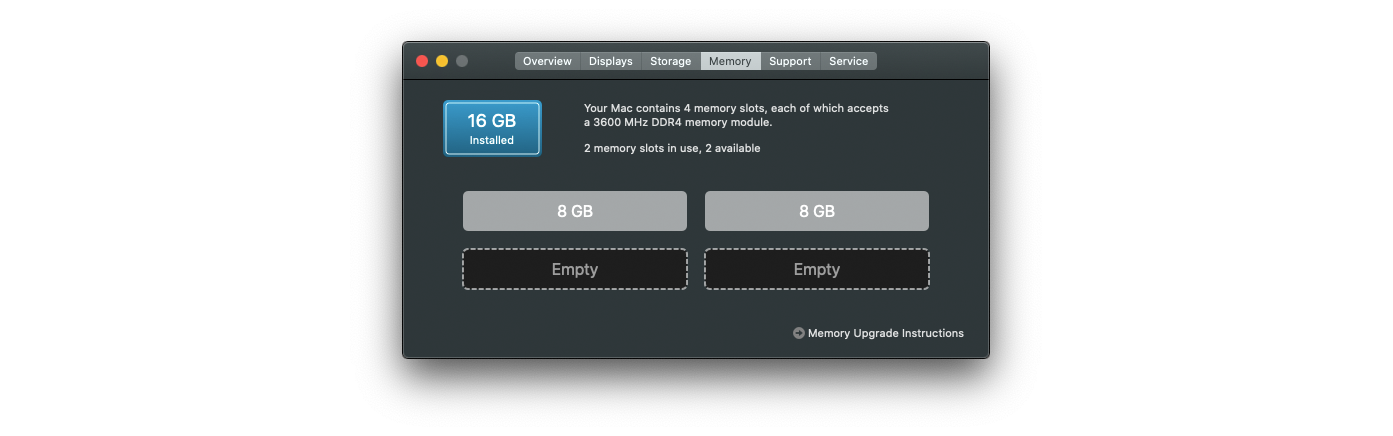 Overview Displays Storage Memory Support Service
16 GB
Installed
Your Mac contains 4 memory slots, each of which accepts
a 3600 MHz DDR4 memory module.
2 memory slots in use, 2 available
8 GB
8 GB
Empty
Empty
Memory Upgrade Instructions